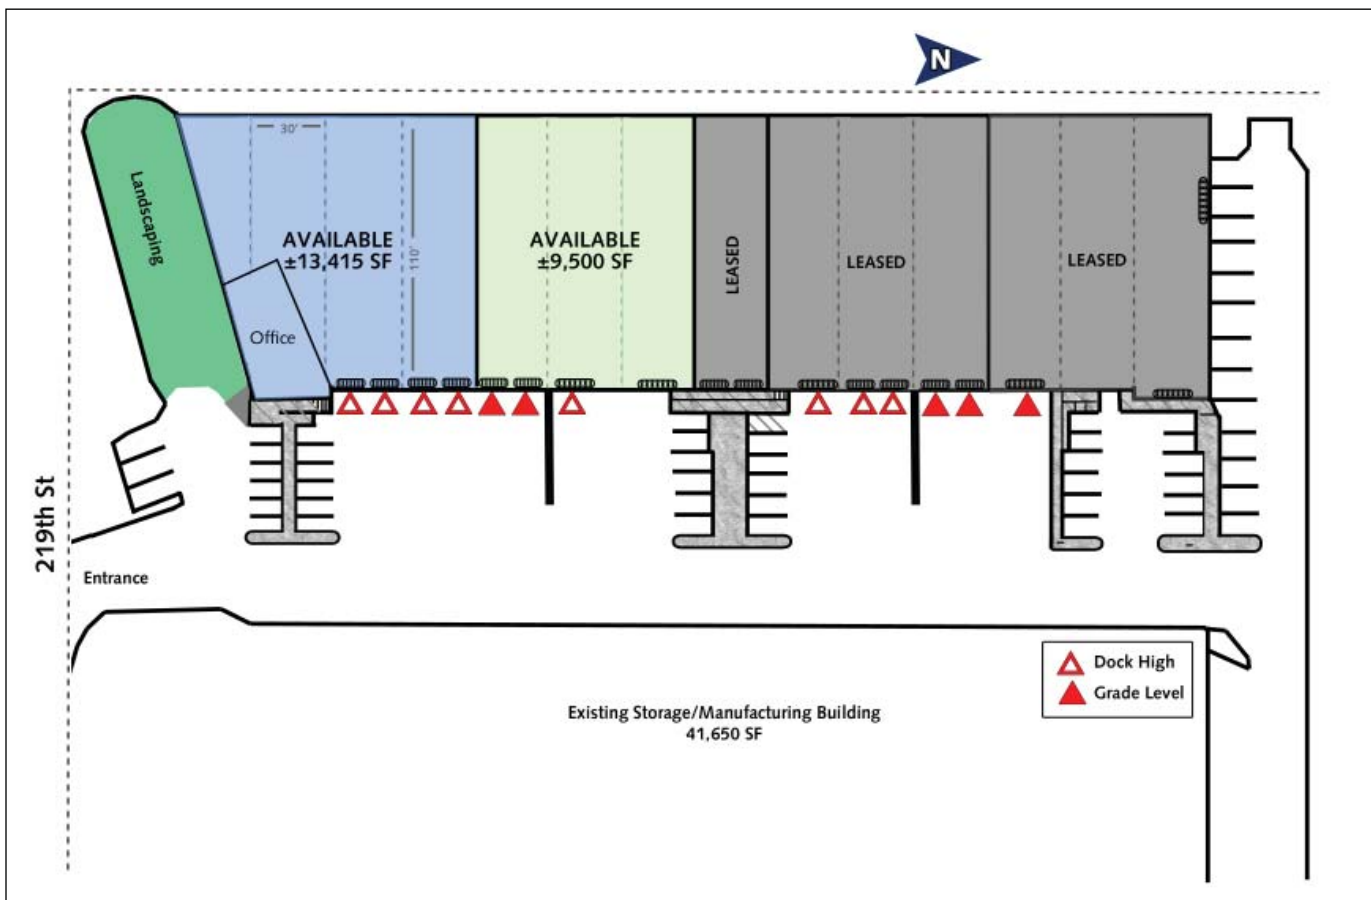 N
30'
Landscaping
AVAILABLE
±13,415 SF
110'
AVAILABLE
±9,500 SF
LEASED
LEASED
LEASED
Office
219th St
Entrance
Dock High
Grade Level
Existing Storage/Manufacturing Building
41,650 SF